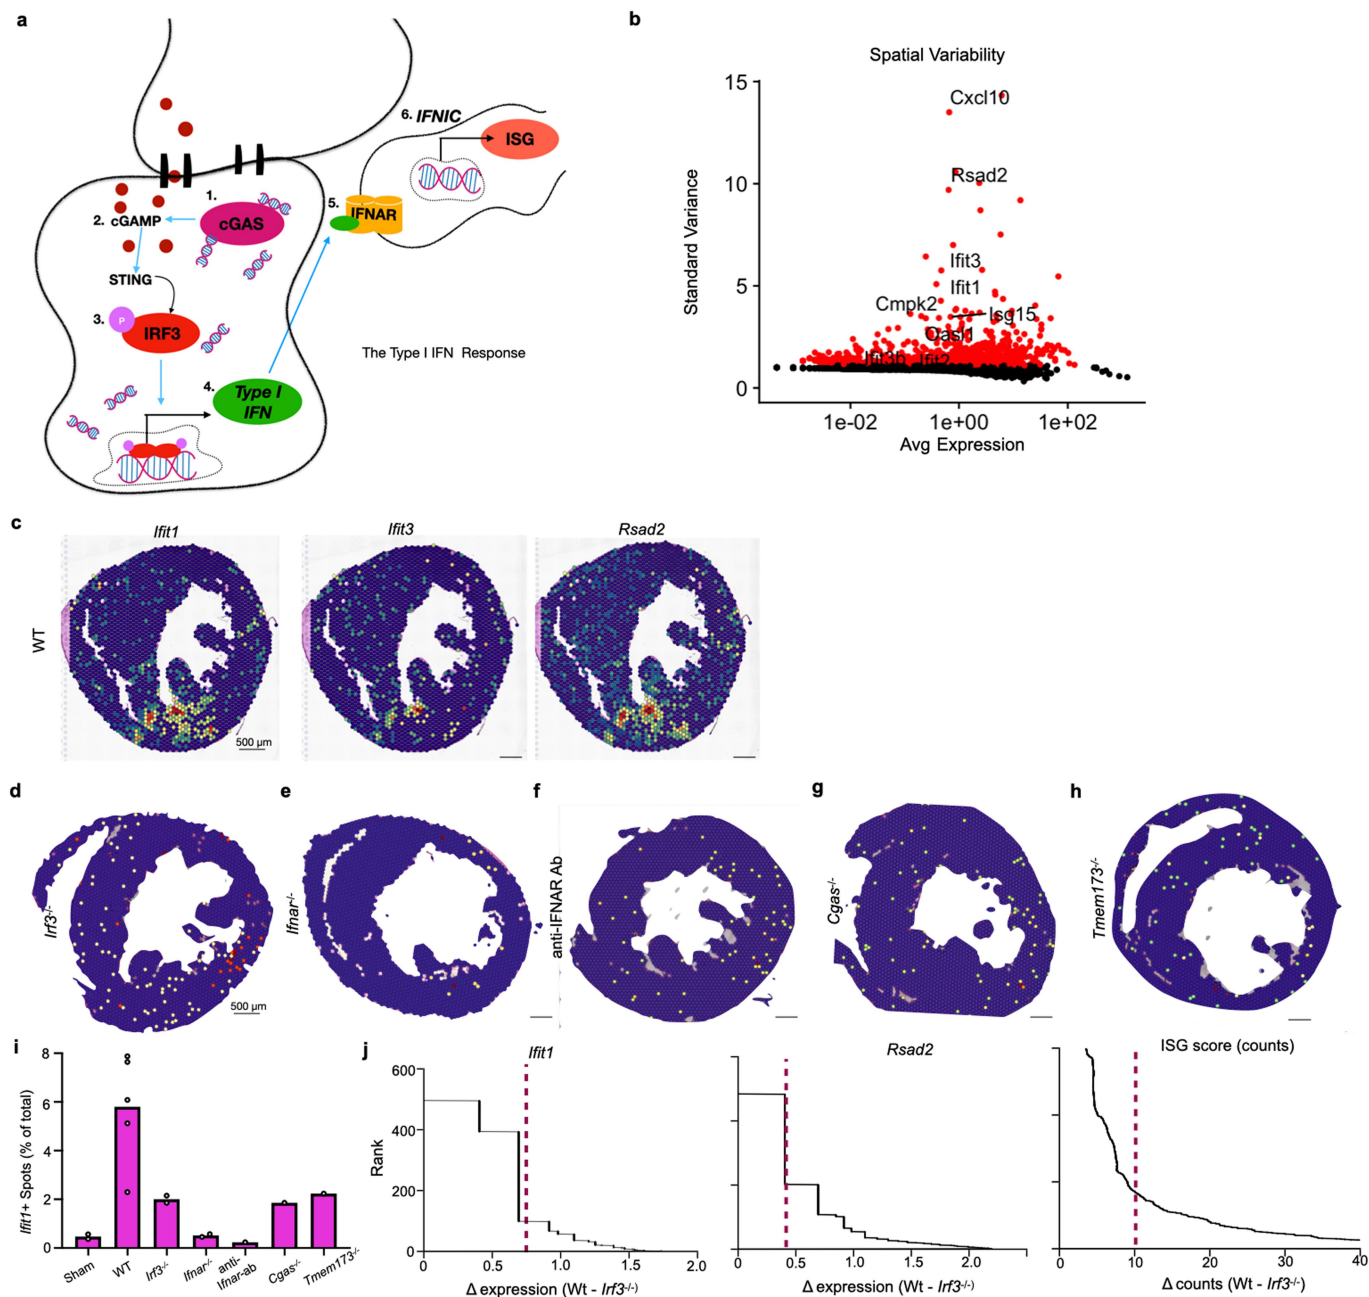 a
1.
cGAS
2. cGAMP
STING
3.
P
IRF3
4.
Type I
IFN
5.
IFNAR
6. IFNIC
ISG
The Type I IFN Response
b
Spatial Variability
Standard Variance
15
10
5
0
Cxcl10
Rsad2
Ifit3
Ifit1
Cmpk2
Isg15
Oasl1
Ifit3b
Ifit2
1e-02
1e+00
1e+02
Avg Expression
c
Ifit1
Ifit3
Rsad2
WT
500 µm
d
Irf3-/-
500 µm
e
Ifnar-/-
f
anti-IFNAR Ab
g
Cgas-/-
h
Tmem173-/-
i
Ifit1+ Spots (% of total)
8
6
4
2
0
Sham
WT
Irf3-/-
Ifnar-/-
anti-
Ifnar-ab
Cgas-/-
Tmem173-/-
j
Ifit1
Rank
600
400
200
0
0.0
0.5
1.0
1.5
2.0
Δ expression (Wt - Irf3-/-)
Rsad2
0.0
0.5
1.0
1.5
2.0
Δ expression (Wt - Irf3-/-)
ISG score (counts)
0
10
20
30
40
Δ counts (Wt - Irf3-/-)